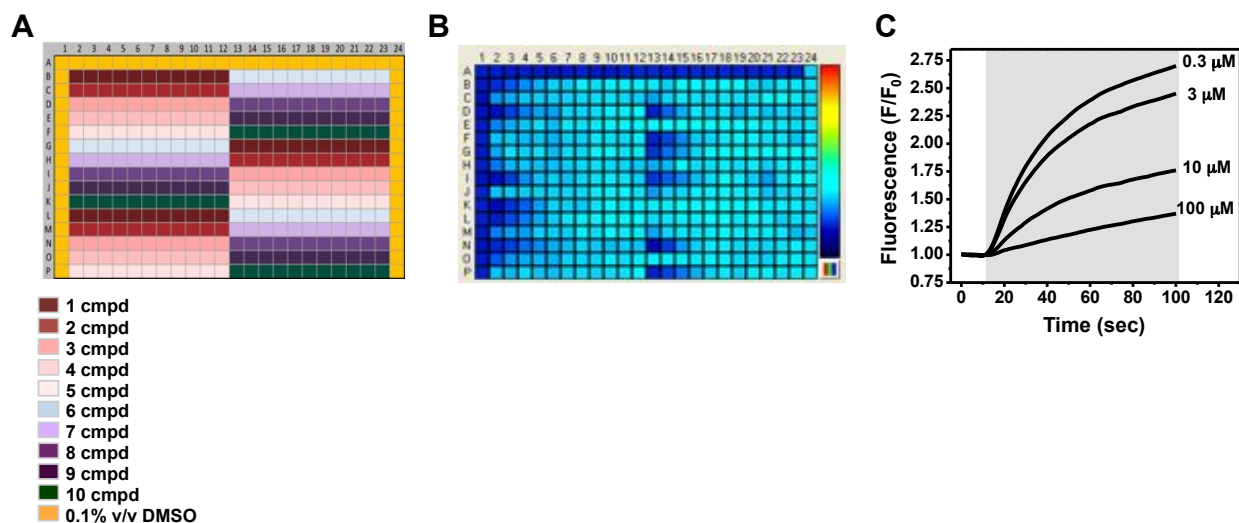 A
1 2 3 4 5 6 7 8 9 10 11 12 13 14 15 16 17 18 19 20 21 22 23 24
A
B
C
D
E
F
G
H
I
J
K
L
M
N
O
P
1 cmpd
2 cmpd
3 cmpd
4 cmpd
5 cmpd
6 cmpd
7 cmpd
8 cmpd
9 cmpd
10 cmpd
0.1% v/v DMSO
B
1 2 3 4 5 6 7 8 9 10 11 12 13 14 15 16 17 18 19 20 21 22 23 24
A
B
C
D
E
F
G
H
I
J
K
L
M
N
O
P
C
Fluorescence (F/F0)
2.75
2.50
2.25
2.00
1.75
1.50
1.25
1.00
0.75
0.3 μM
3 μM
10 μM
100 μM
0 20 40 60 80 100 120
Time (sec)